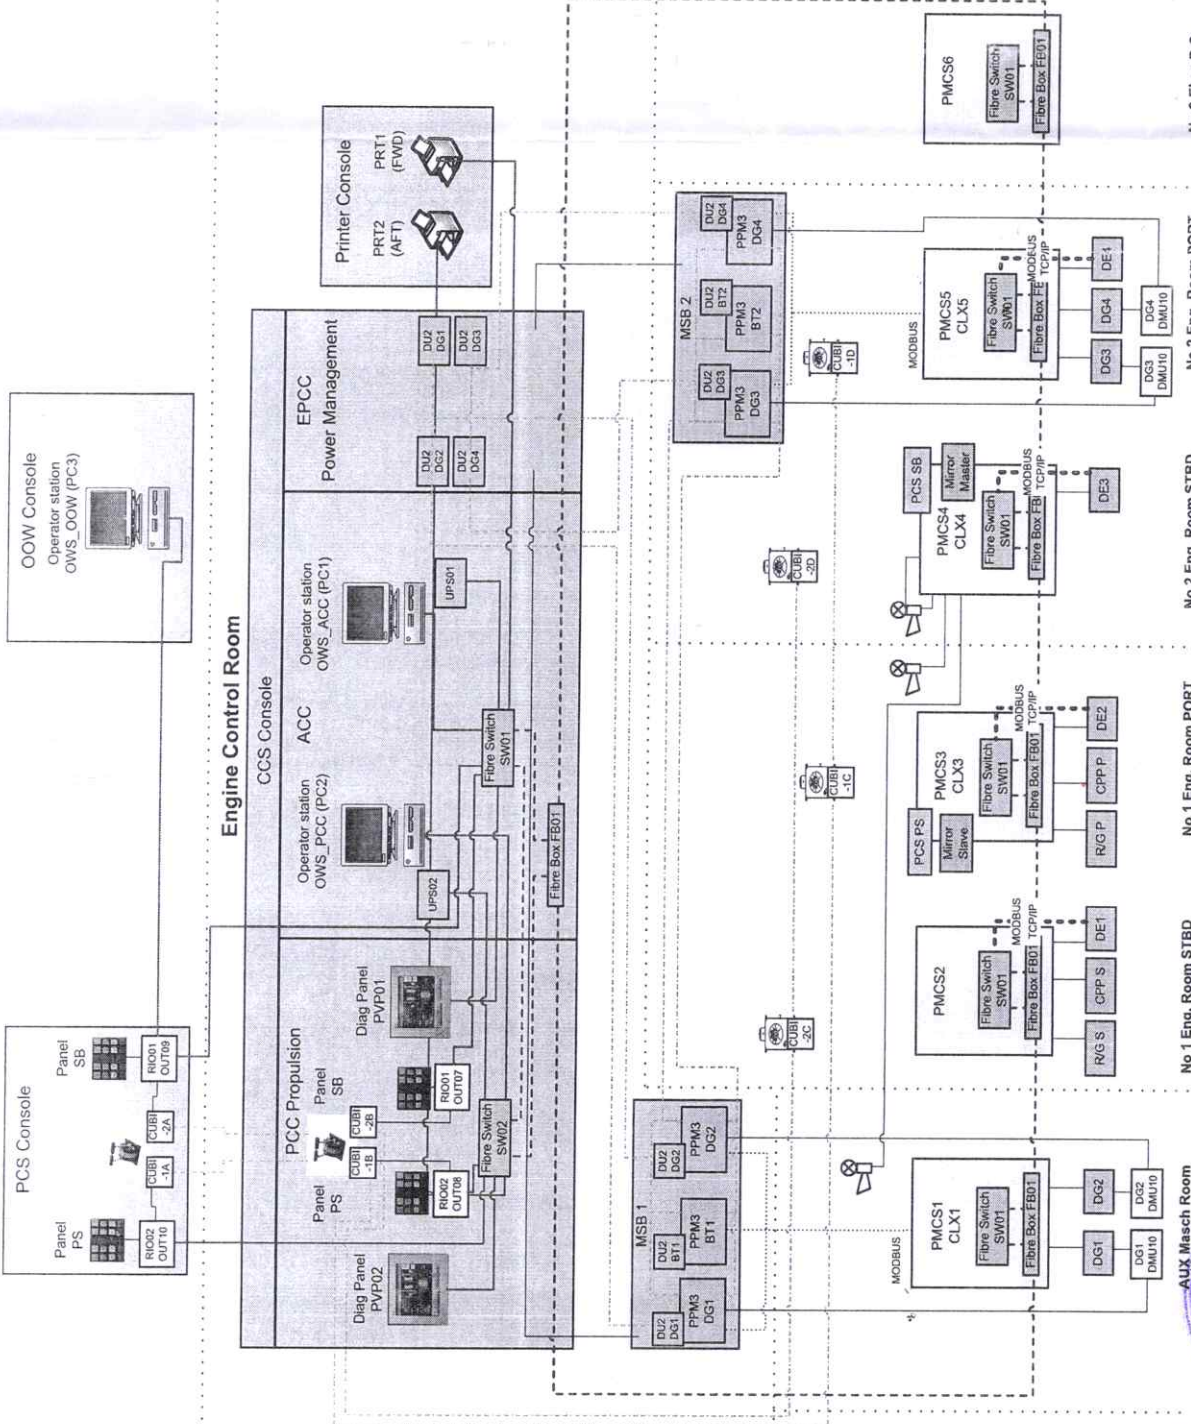 OOW Console
Operator station
OWS_OOW (PC3)
PCS Console
Panel
SB
RIO01
OUT09
CUBI
-2A
CUBI
-1A
Panel
PS
RIO02
OUT10
Engine Control Room
CCS Console
PCC Propulsion
ACC
EPCC
Power Management
Printer Console
PRT1
(FWD)
PRT2
(AFT)
Diag Panel
PVP02
Panel
PS
RIO02
OUT08
CUBI
-1B
CUBI
-2B
Panel
SB
RIO01
OUT07
Diag Panel
PVP01
Fibre Switch
SW02
Operator station
OWS_PCC (PC2)
UPS02
Operator station
OWS_ACC (PC1)
UPS01
Fibre Switch
SW01
Fibre Box FB01
DU2
DG2
DU2
DG4
DU2
DG1
DU2
DG3
MSB 1
DU2
DG1
PPM3
DG1
DU2
BT1
PPM3
BT1
DU2
DG2
PPM3
DG2
MSB 2
DU2
DG3
PPM3
DG3
DU2
BT2
PPM3
BT2
DU2
DG4
PPM3
DG4
CUBI
-2C
CUBI
-1C
CUBI
-2D
CUBI
-1D
MODBUS
PMCS1
CLX1
Fibre Switch
SW01
Fibre Box FB01
DG1
DG2
DG1
DMU10
DG2
DMU10
AUX Masch Room
PMCS2
Fibre Switch
SW01
MODBUS
TCP/IP
Fibre Box FB01
R/G S
CPP S
DE1
No 1 Eng. Room STBD
PCS PS
Mirror
Slave
PMCS3
CLX3
Fibre Switch
SW01
MODBUS
TCP/IP
Fibre Box FB01
R/G P
CPP P
DE2
No 1 Eng. Room PORT
PCS SB
Mirror
Master
PMCS4
CLX4
Fibre Switch
SW01
MODBUS
TCP/IP
Fibre Box FB
DE3
No 2 Eng. Room STBD
MODBUS
PMCS5
CLX5
Fibre Switch
SW01
MODBUS
TCP/IP
Fibre Box FE
DG3
DG4
DE4
DG3
DMU10
DG4
DMU10
No 2 Eng. Room PORT
PMCS6
Fibre Switch
SW01
Fibre Box FB01